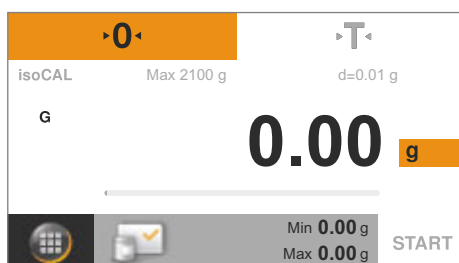 0 T
isoCAL Max 2100 g d=0.01 g
G
0.00 g
Min 0.00 g
Max 0.00 g
START